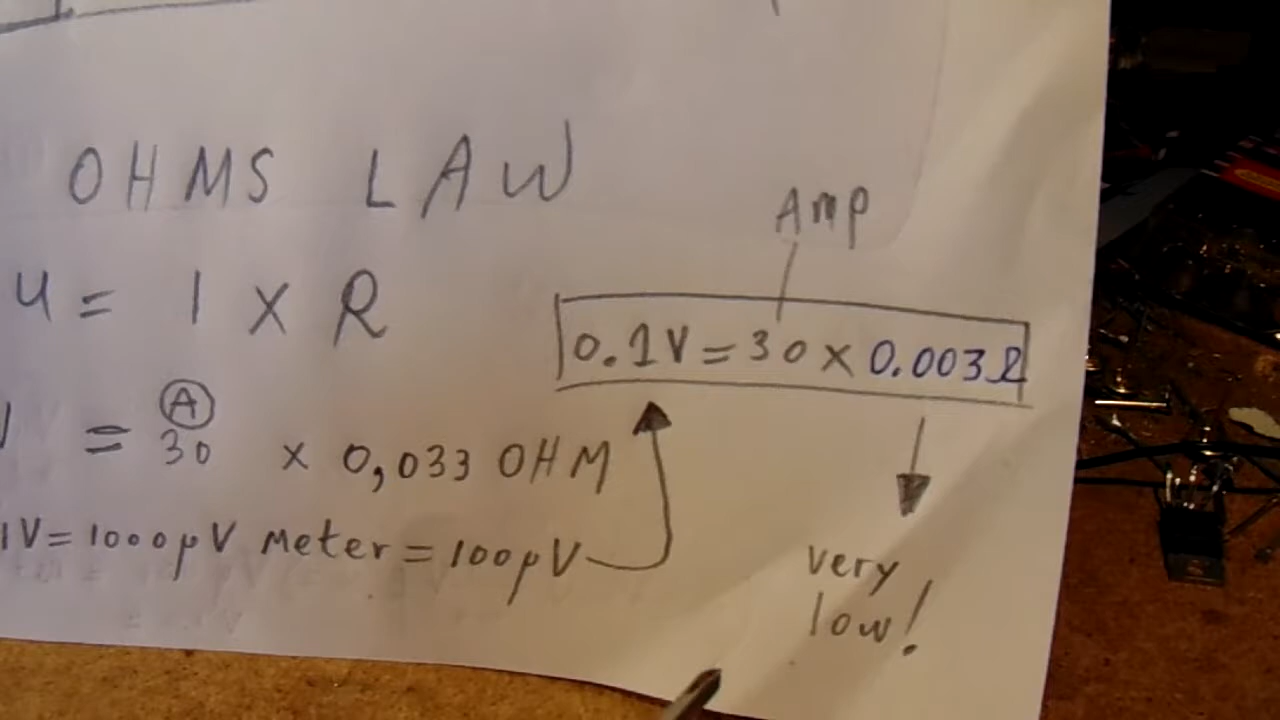 OHMS LAW
Amp
U = I X R
0.1V = 30 X 0.003Ω
A
= 30 X 0,033 OHM
1V = 1000µV Meter = 100µV
very
low!